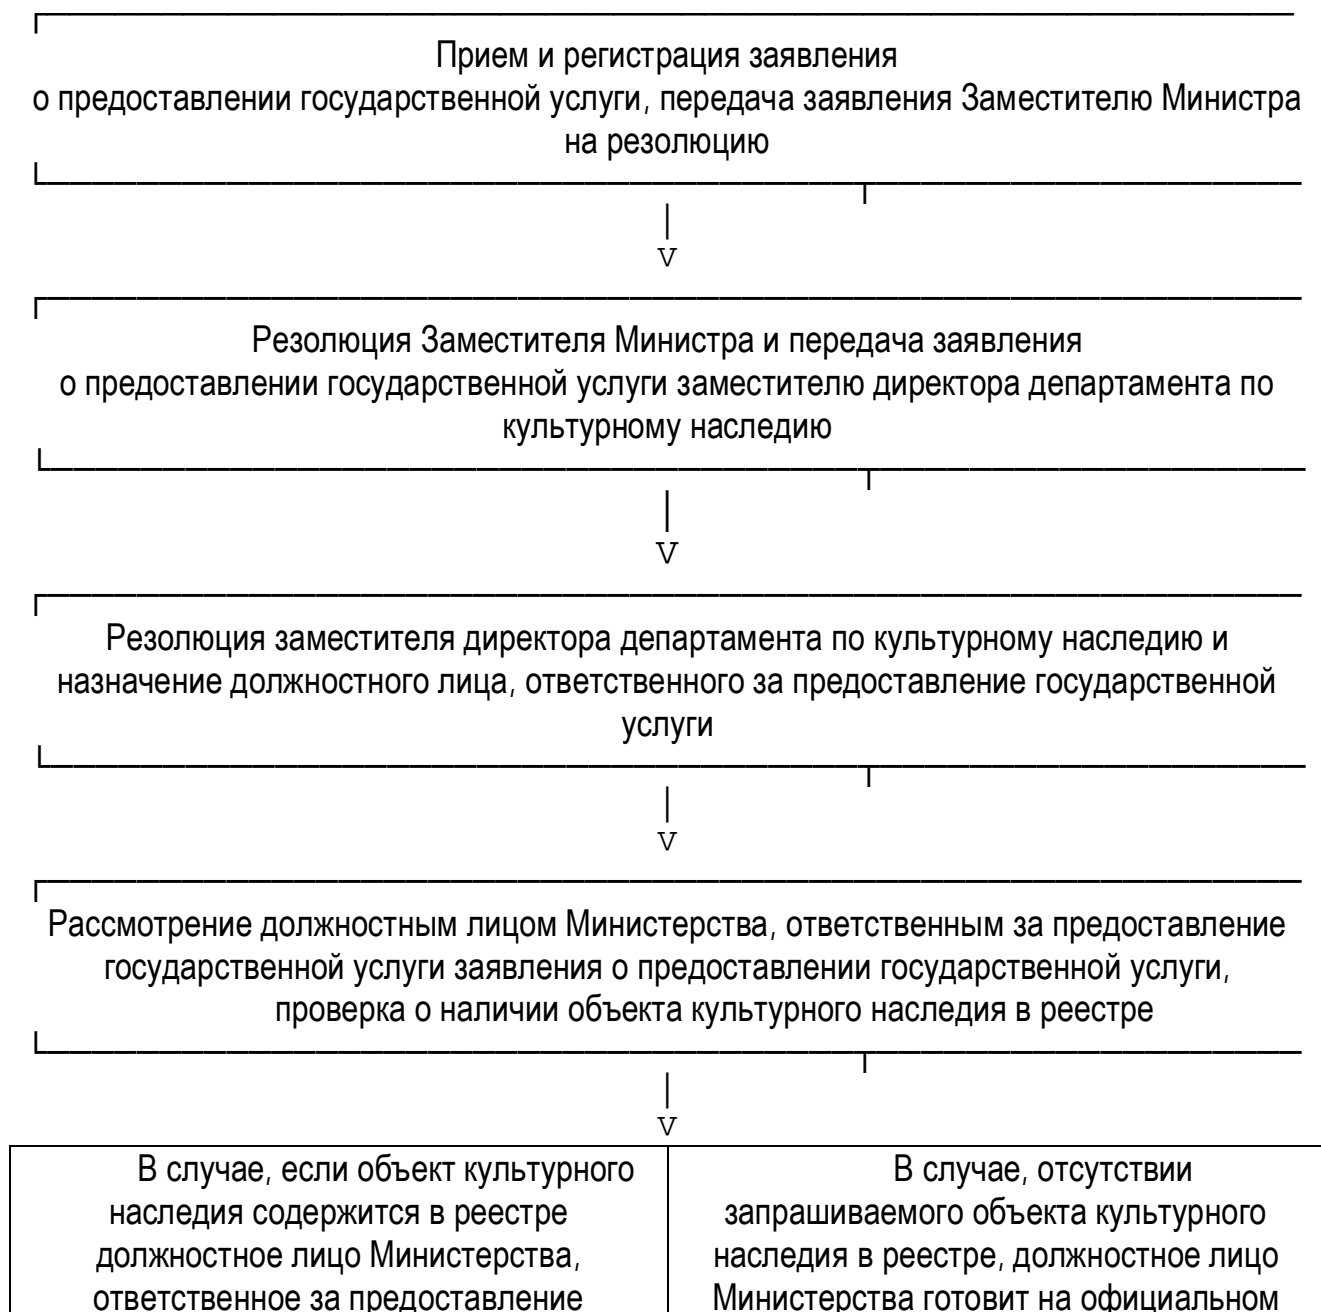 Прием и регистрация заявления
о предоставлении государственной услуги, передача заявления Заместителю Министра
на резолюцию
V
Резолюция Заместителя Министра и передача заявления
о предоставлении государственной услуги заместителю директора департамента по
культурному наследию
V
Резолюция заместителя директора департамента по культурному наследию и
назначение должностного лица, ответственного за предоставление государственной
услуги
V
Рассмотрение должностным лицом Министерства, ответственным за предоставление
государственной услуги заявления о предоставлении государственной услуги,
проверка о наличии объекта культурного наследия в реестре
V
В случае, если объект культурного
наследия содержится в реестре
должностное лицо Министерства,
ответственное за предоставление
В случае, отсутствии
запрашиваемого объекта культурного
наследия в реестре, должностное лицо
Министерства готовит на официальном